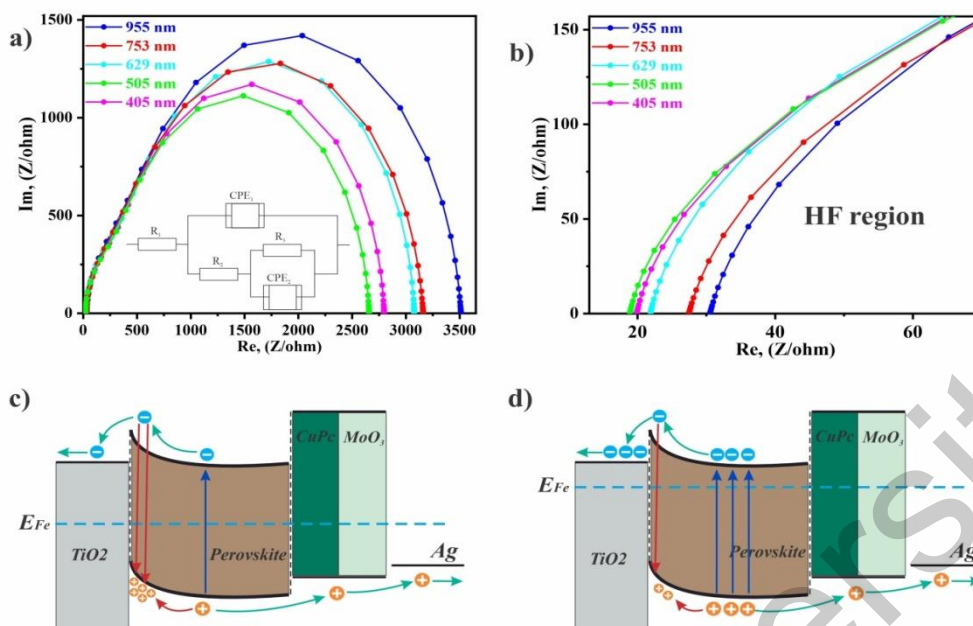 a)
1500
1000
500
0
Im, (Z/ohm)
955 nm
753 nm
629 nm
505 nm
405 nm
CPE₁
R₁
R₃
R₂
CPE₂
0 500 1000 1500 2000 2500 3000 3500
Re, (Z/ohm)
b)
150
100
50
0
Im, (Z/ohm)
955 nm
753 nm
629 nm
505 nm
405 nm
HF region
20 40 60
Re, (Z/ohm)
c)
CuPc MoO₃
E_Fe
TiO2 Perovskite Ag
d)
CuPc MoO₃
E_Fe
TiO2 Perovskite Ag